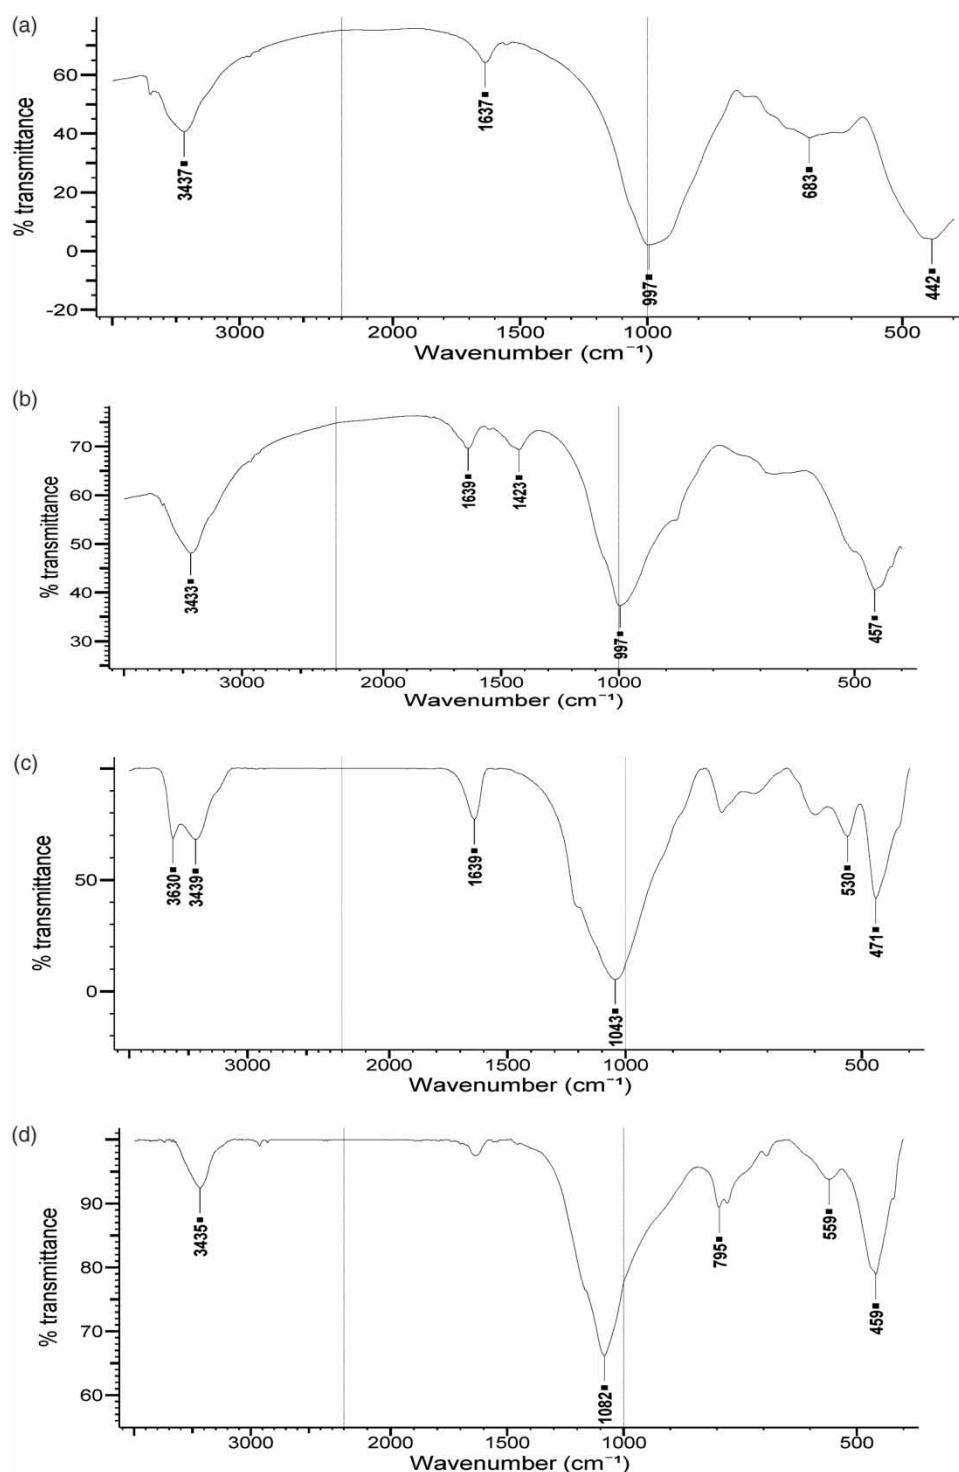 (a)
60
40
20
0
-20
% transmittance
3437
1637
997
683
442
3000 2000 1500 1000 500
Wavenumber (cm⁻¹)
(b)
70
60
50
40
30
% transmittance
3433
1639
1423
997
457
3000 2000 1500 1000 500
Wavenumber (cm⁻¹)
(c)
50
0
% transmittance
3630
3439
1639
1043
530
471
3000 2000 1500 1000 500
Wavenumber (cm⁻¹)
(d)
90
80
70
60
% transmittance
3435
1082
795
559
459
3000 2000 1500 1000 500
Wavenumber (cm⁻¹)